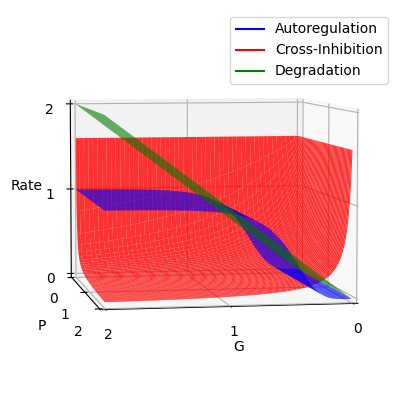 Autoregulation
Cross-Inhibition
Degradation
2
Rate
1
0
0
P
1
2
2
1
0
G